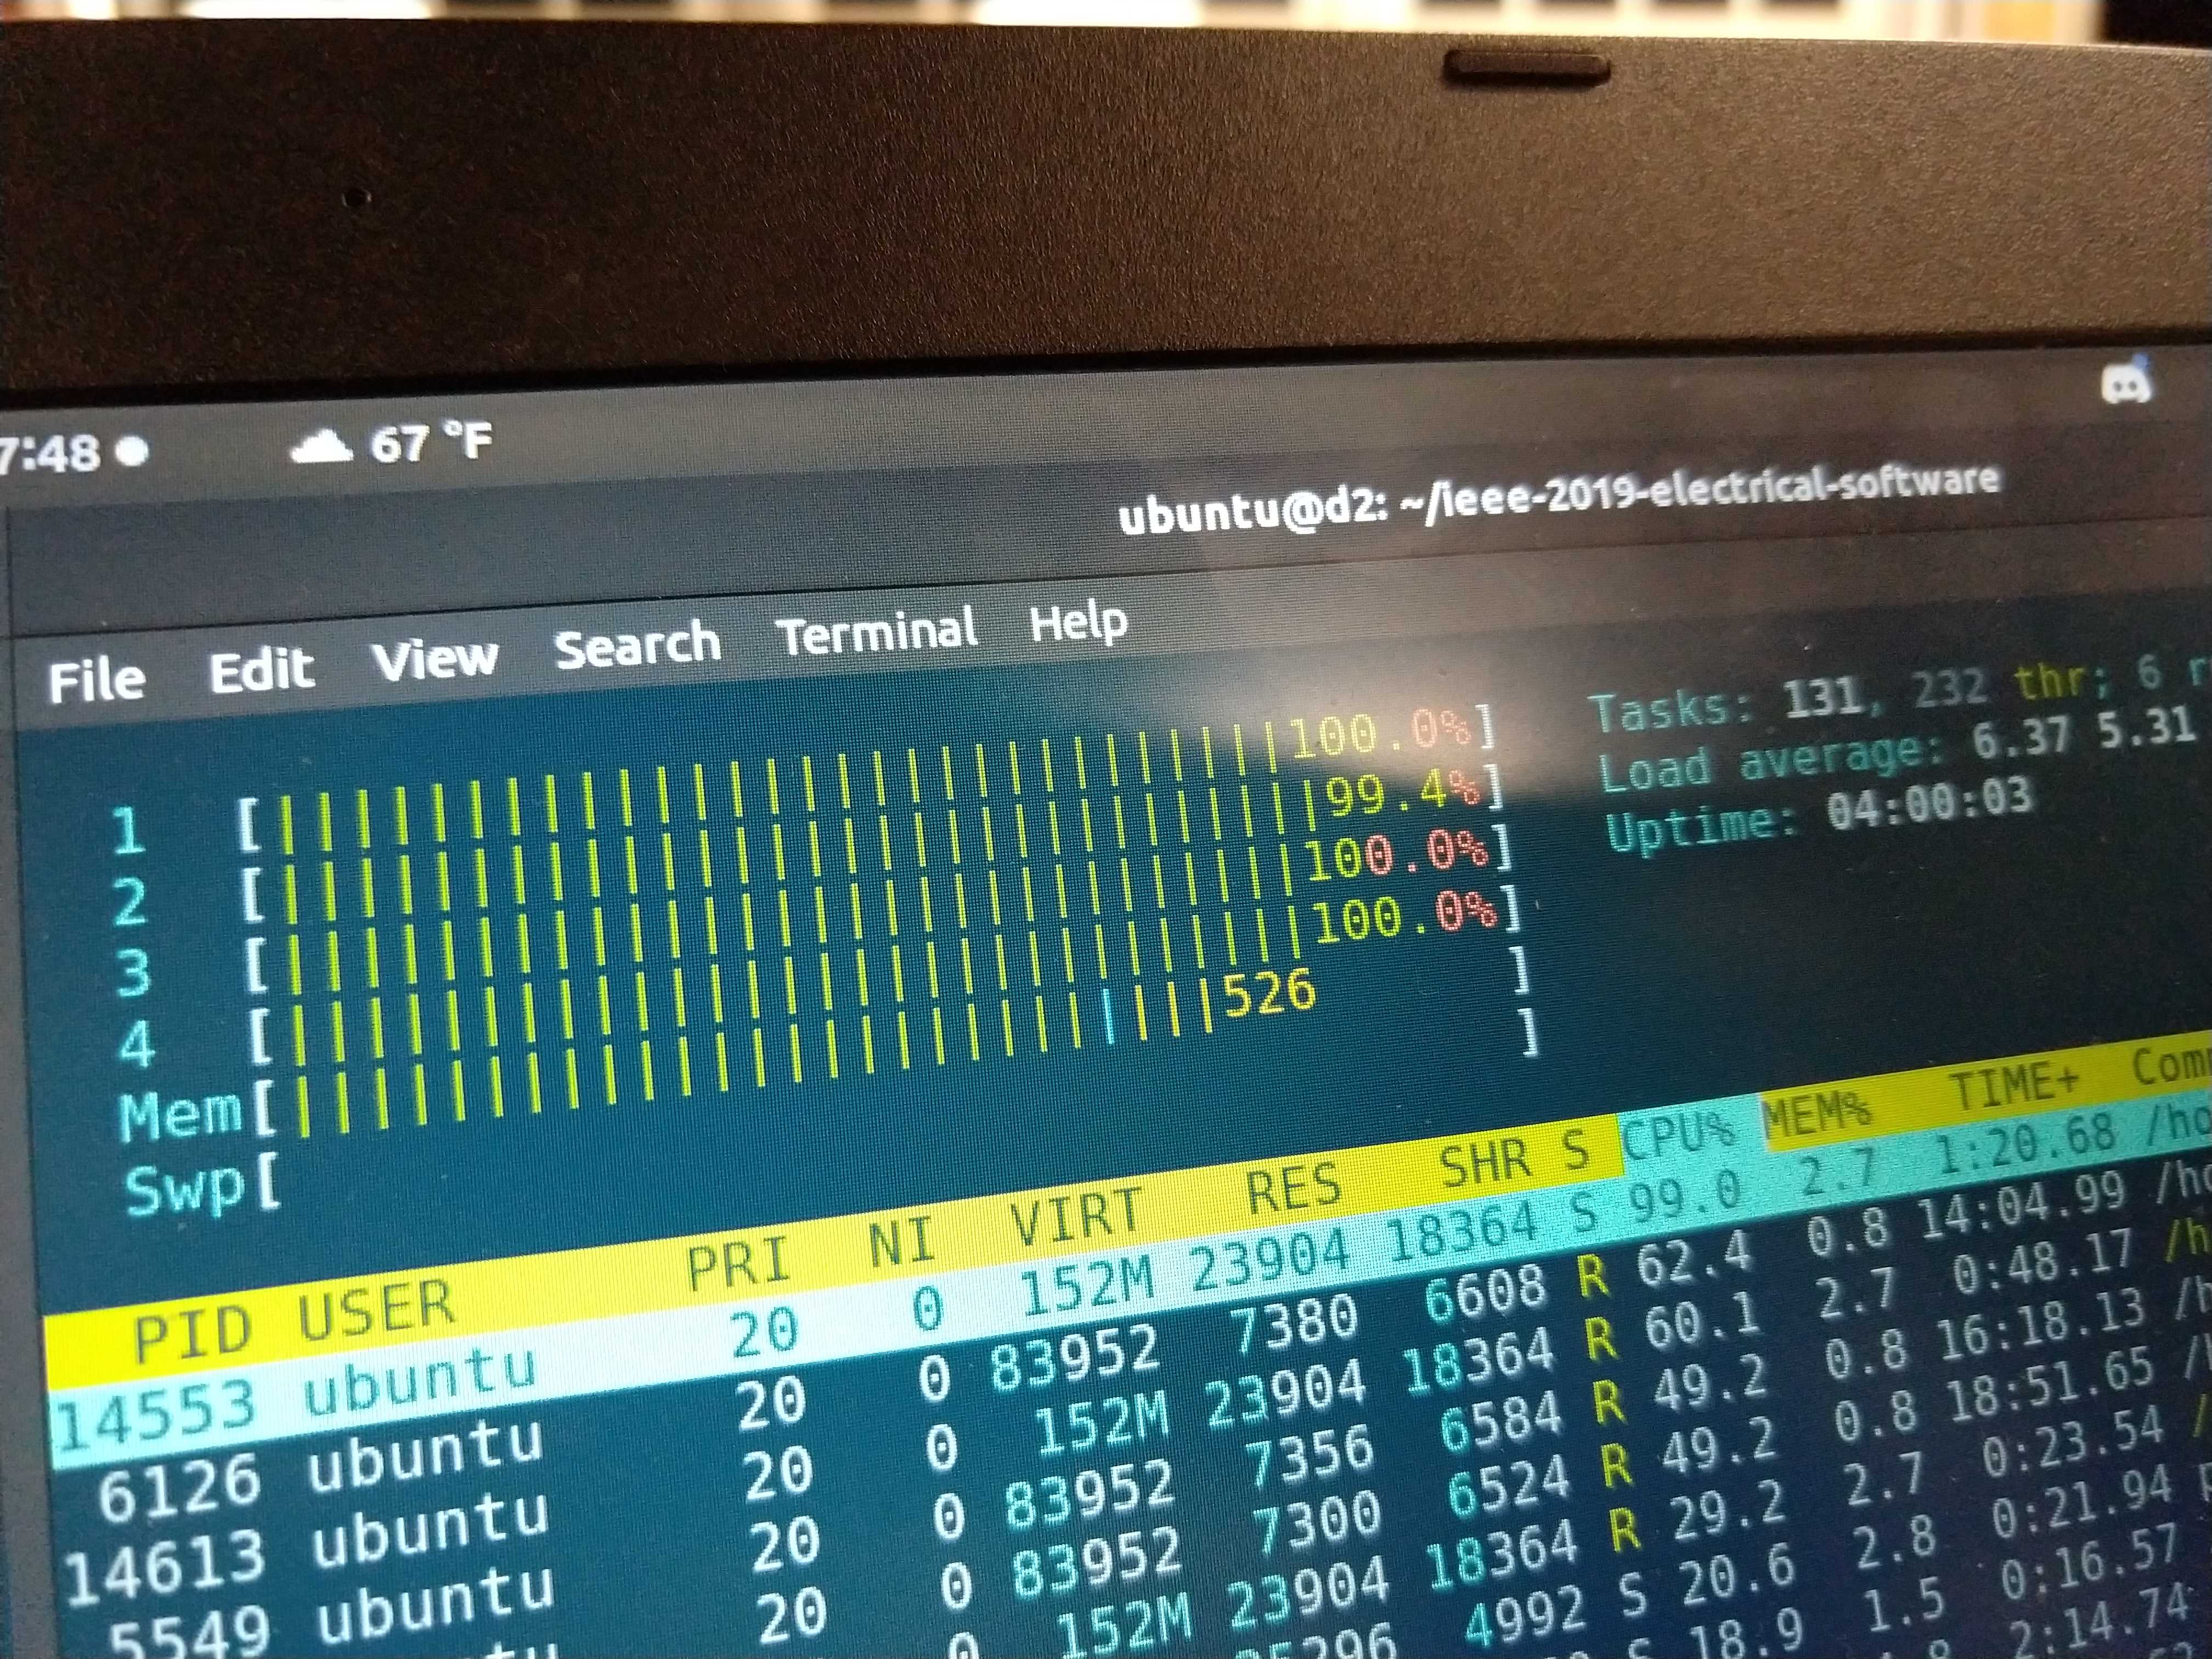 7:48 ● 67 °F
ubuntu@d2: ~/ieee-2019-electrical-software
File Edit View Search Terminal Help
1 [||||||||||||||||||||||||||||100.0%] Tasks: 131, 232 thr; 6 r
2 [|||||||||||||||||||||||||||||99.4%] Load average: 6.37 5.31
3 [||||||||||||||||||||||||||||100.0%] Uptime: 04:00:03
4 [||||||||||||||||||||||||||||100.0%]
Mem[|||||||||||||||||||||||||526 ]
Swp[ ]
PID USER PRI NI VIRT RES SHR S CPU% MEM% TIME+ Com
14553 ubuntu 20 0 152M 23904 18364 S 99.0 2.7 1:20.68 /ho
6126 ubuntu 20 0 83952 7380 6608 R 62.4 0.8 14:04.99 /ho
14613 ubuntu 20 0 152M 23904 18364 R 60.1 2.7 0:48.17 /h
5549 ubuntu 20 0 83952 7356 6584 R 49.2 0.8 16:18.13 /h
20 0 83952 7300 6524 R 49.2 0.8 18:51.65 /
0 152M 23904 18364 R 29.2 2.7 0:23.54 /
4992 S 20.6 2.8 0:21.94
S 18.9 1.5 0:16.57
2:14.74